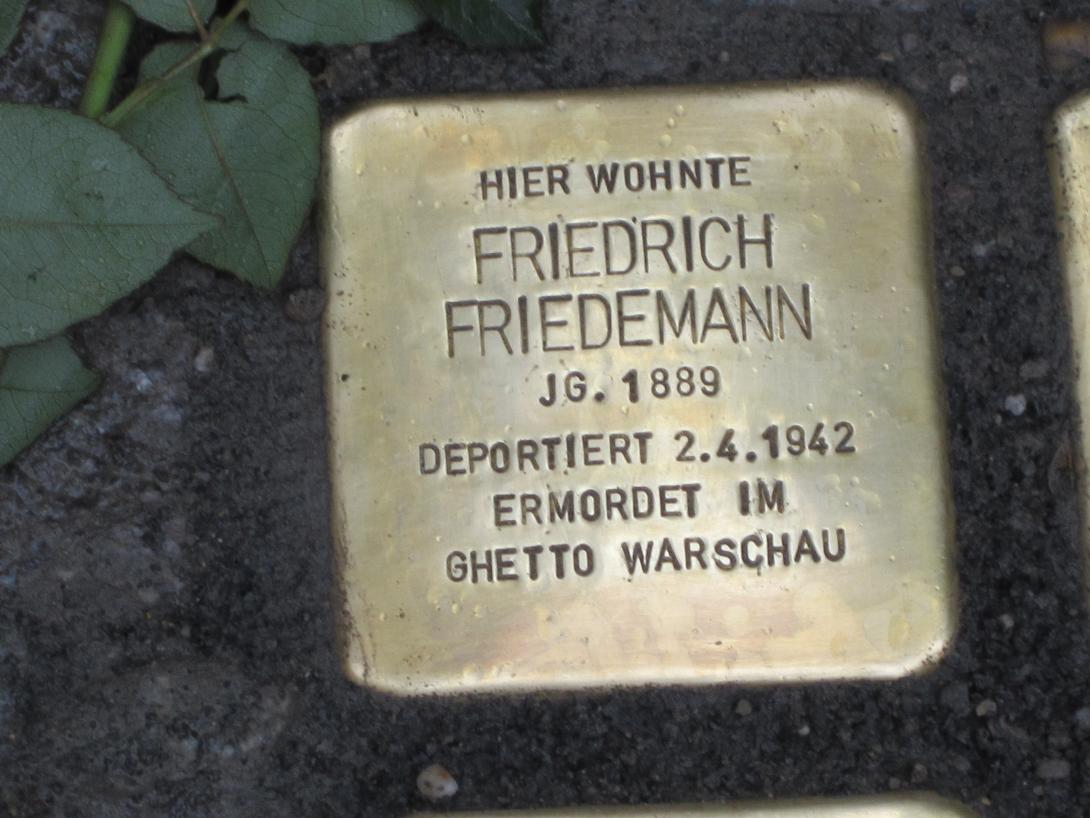 HIER WOHNTE
FRIEDRICH
FRIEDEMANN
JG. 1889
DEPORTIERT 2.4.1942
ERMORDET IM
GHETTO WARSCHAU